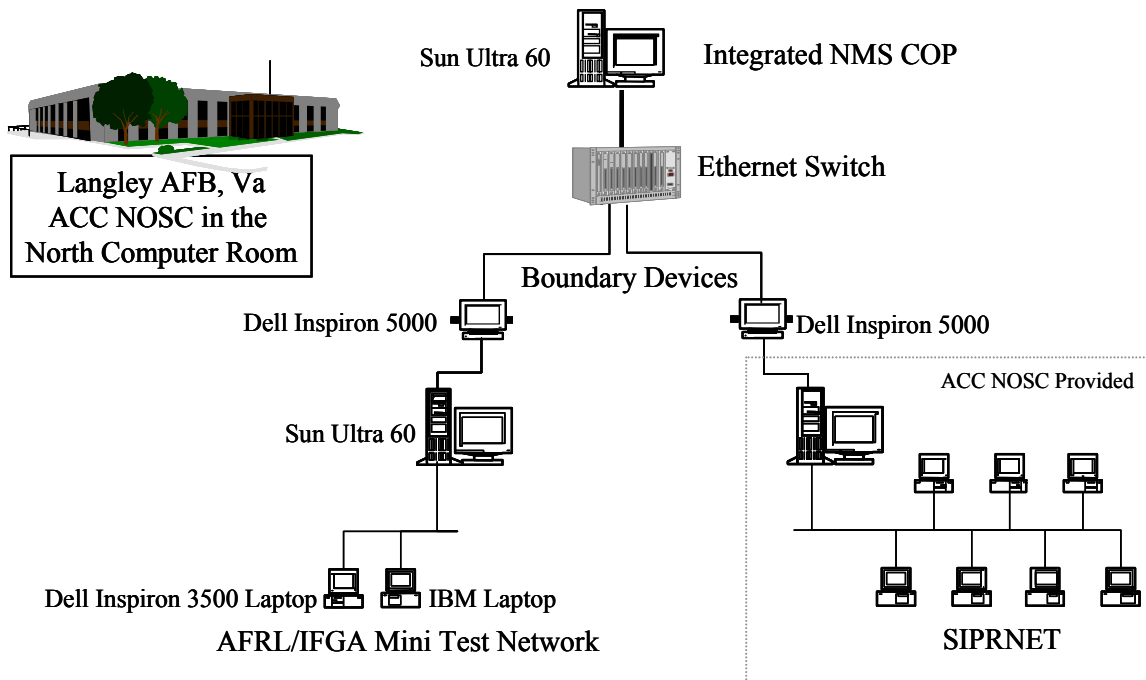 Sun Ultra 60
Integrated NMS COP
Ethernet Switch
Langley AFB, Va
ACC NOSC in the
North Computer Room
Boundary Devices
Dell Inspiron 5000
Dell Inspiron 5000
ACC NOSC Provided
Sun Ultra 60
Dell Inspiron 3500 Laptop
IBM Laptop
AFRL/IFGA Mini Test Network
SIPRNET